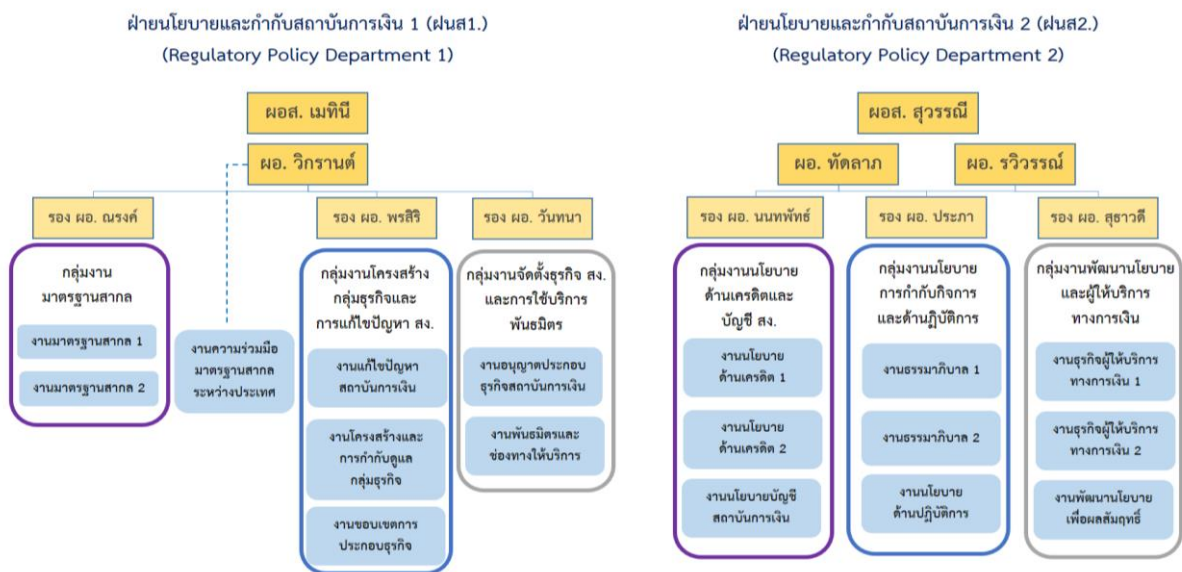 ฝ่ายนโยบายและกำกับสถาบันการเงิน 1 (ฝนส1.)
(Regulatory Policy Department 1)
ผอส. เมทินี
ผอ. วิกรานต์
รอง ผอ. ณรงค์
รอง ผอ. พรสิริ
รอง ผอ. วันทนา
กลุ่มงาน
มาตรฐานสากล
งานมาตรฐานสากล 1
งานมาตรฐานสากล 2
งานความร่วมมือ
มาตรฐานสากล
ระหว่างประเทศ
กลุ่มงานโครงสร้าง
กลุ่มธุรกิจและ
การแก้ไขปัญหา สง.
งานแก้ไขปัญหา
สถาบันการเงิน
งานโครงสร้างและ
การกำกับดูแล
กลุ่มธุรกิจ
งานขอบเขตการ
ประกอบธุรกิจ
กลุ่มงานจัดตั้งธุรกิจ สง.
และการใช้บริการ
พันธมิตร
งานอนุญาตประกอบ
ธุรกิจสถาบันการเงิน
งานพันธมิตรและ
ช่องทางให้บริการ
ฝ่ายนโยบายและกำกับสถาบันการเงิน 2 (ฝนส2.)
(Regulatory Policy Department 2)
ผอส. สุวรรณี
ผอ. ทัดลาภ
ผอ. รวิวรรณ์
รอง ผอ. นนทพัทธ์
รอง ผอ. ประภา
รอง ผอ. สุธาวดี
กลุ่มงานนโยบาย
ด้านเครดิตและ
บัญชี สง.
งานนโยบาย
ด้านเครดิต 1
งานนโยบาย
ด้านเครดิต 2
งานนโยบายบัญชี
สถาบันการเงิน
กลุ่มงานนโยบาย
การกำกับกิจการ
และด้านฏิบัติการ
งานธรรมาภิบาล 1
งานธรรมาภิบาล 2
งานนโยบาย
ด้านปฏิบัติการ
กลุ่มงานพัฒนานโยบาย
และผู้ให้บริการ
ทางการเงิน
งานธุรกิจผู้ให้บริการ
ทางการเงิน 1
งานธุรกิจผู้ให้บริการ
ทางการเงิน 2
งานพัฒนานโยบาย
เพื่อผลสัมฤทธิ์